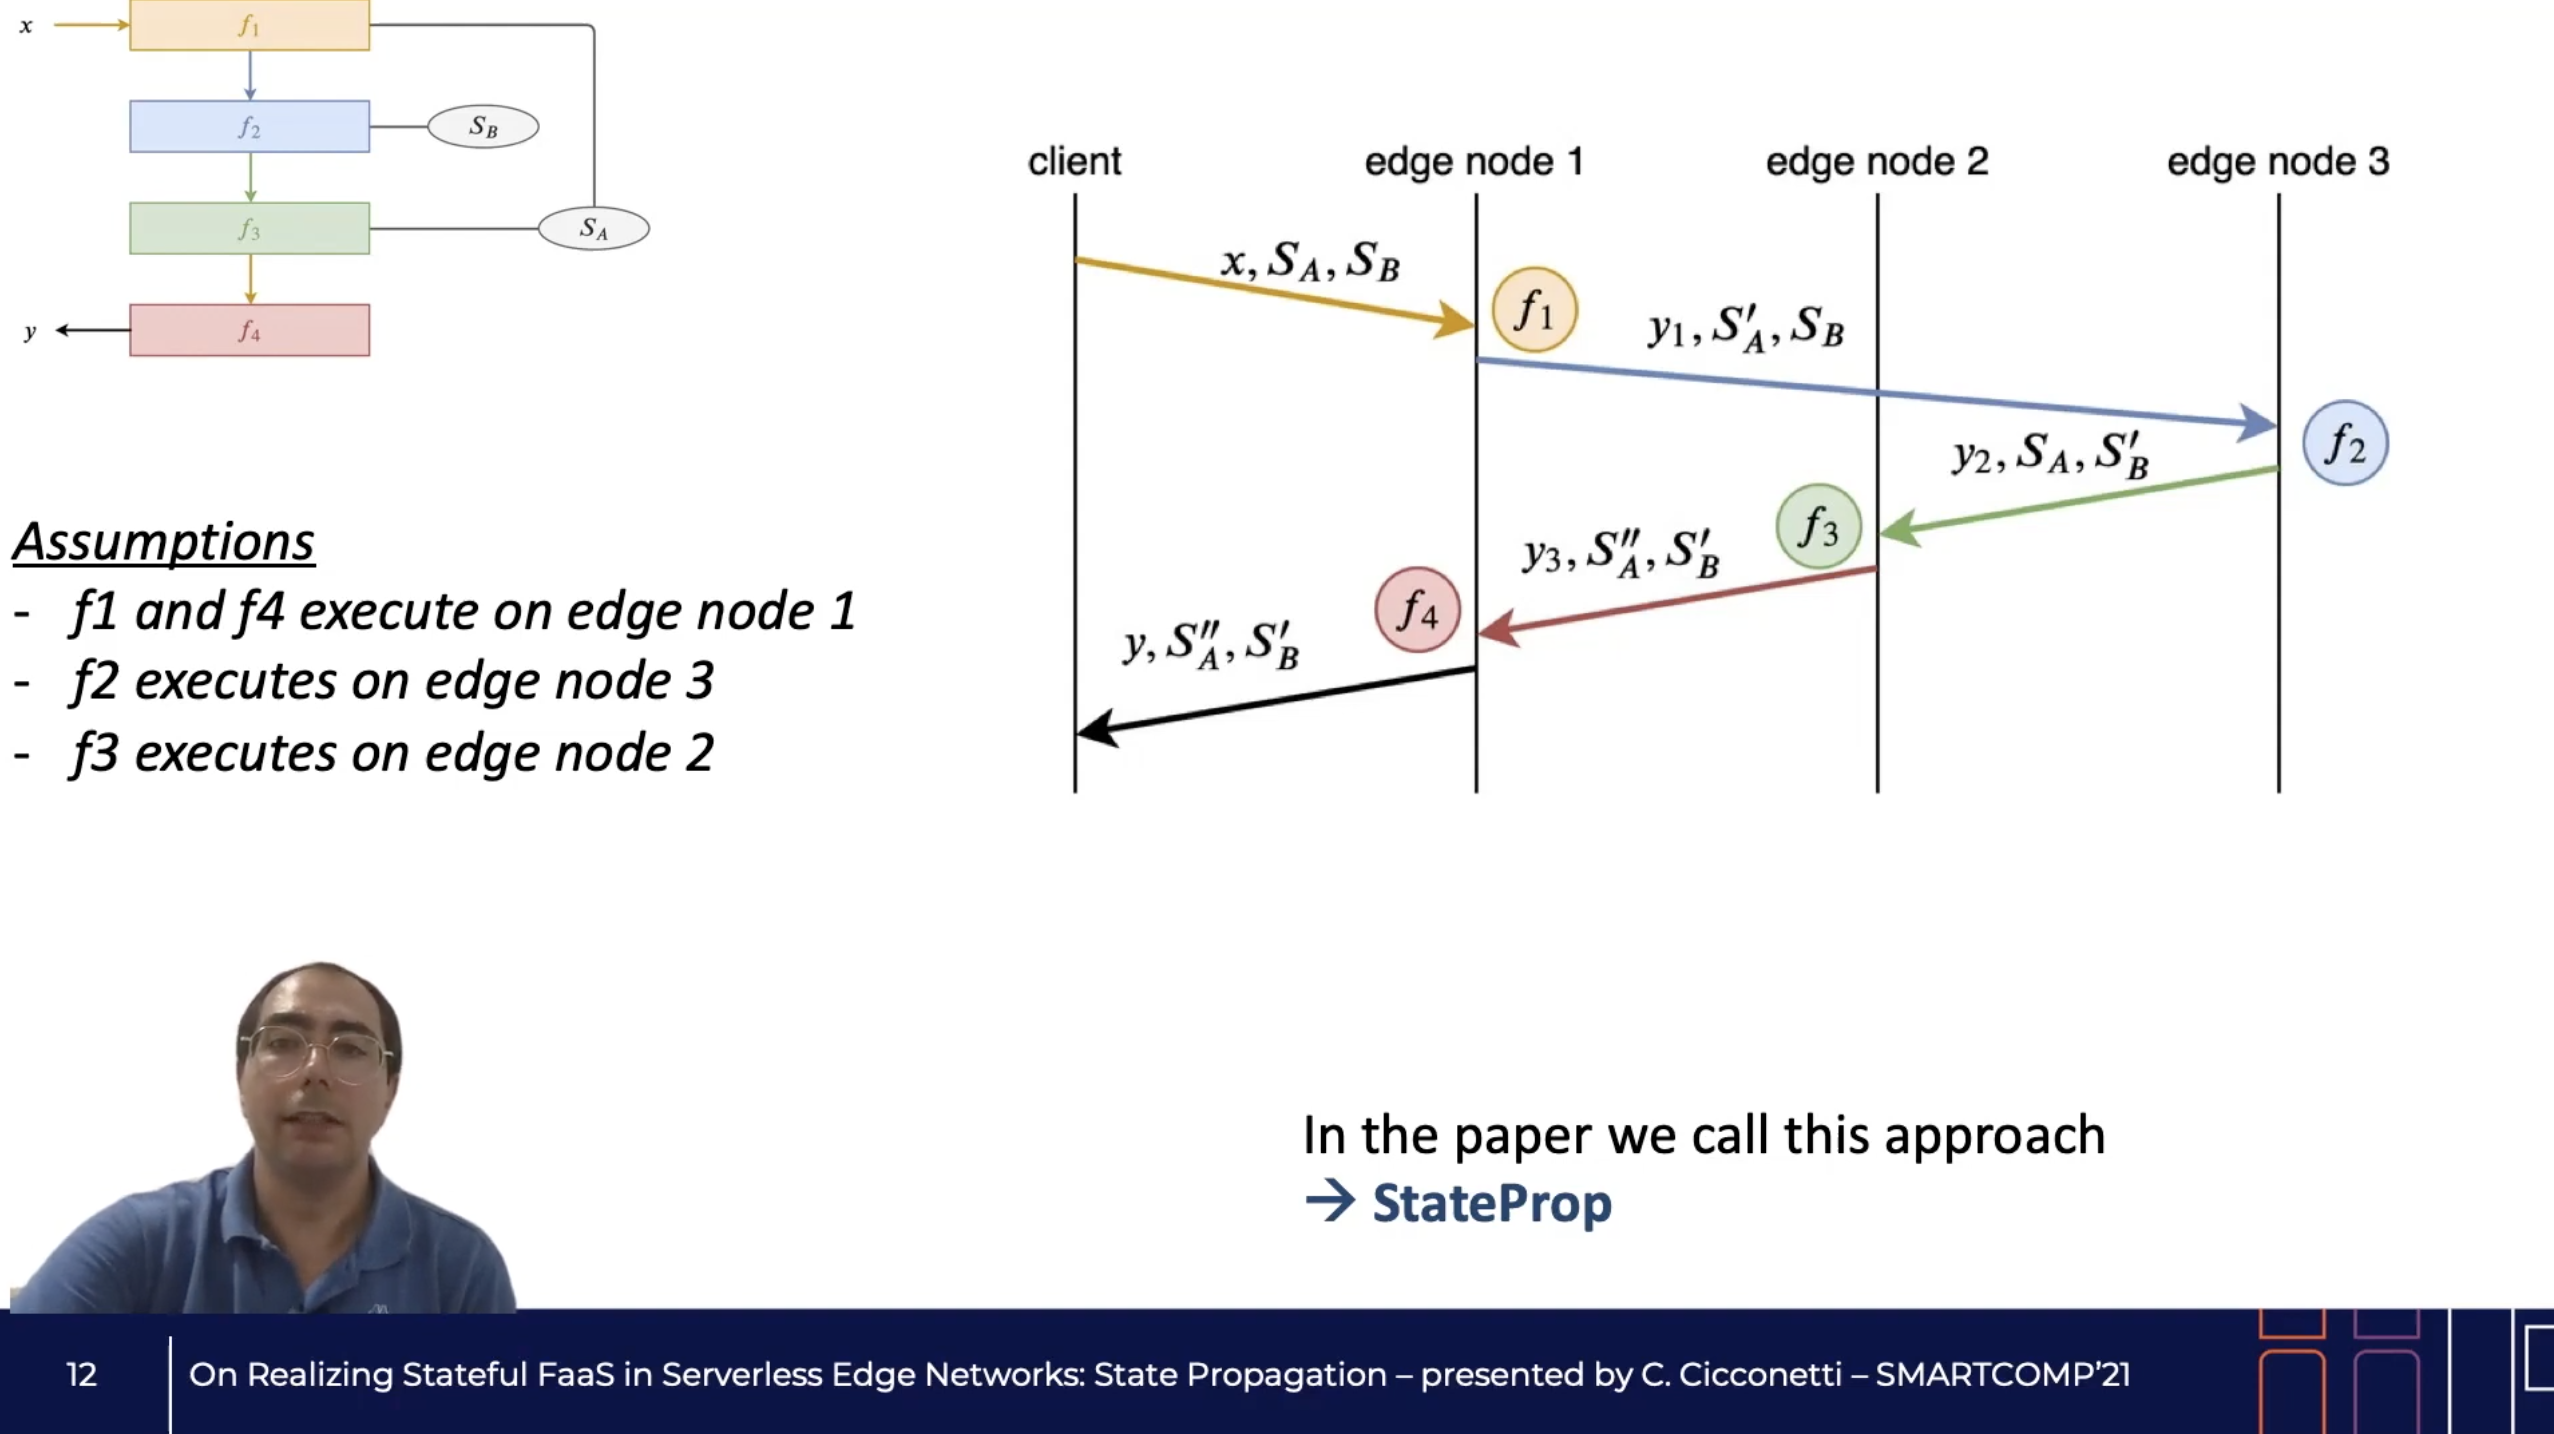 x
f1
f2
SB
f3
SA
f4
y
client
edge node 1
edge node 2
edge node 3
x, SA, SB
f1
y1, S′A, SB
f2
y2, SA, S′B
f3
y3, S″A, S′B
f4
y, S″A, S′B
Assumptions
- f1 and f4 execute on edge node 1
- f2 executes on edge node 3
- f3 executes on edge node 2
In the paper we call this approach
→ StateProp
12
On Realizing Stateful FaaS in Serverless Edge Networks: State Propagation – presented by C. Cicconetti – SMARTCOMP’21